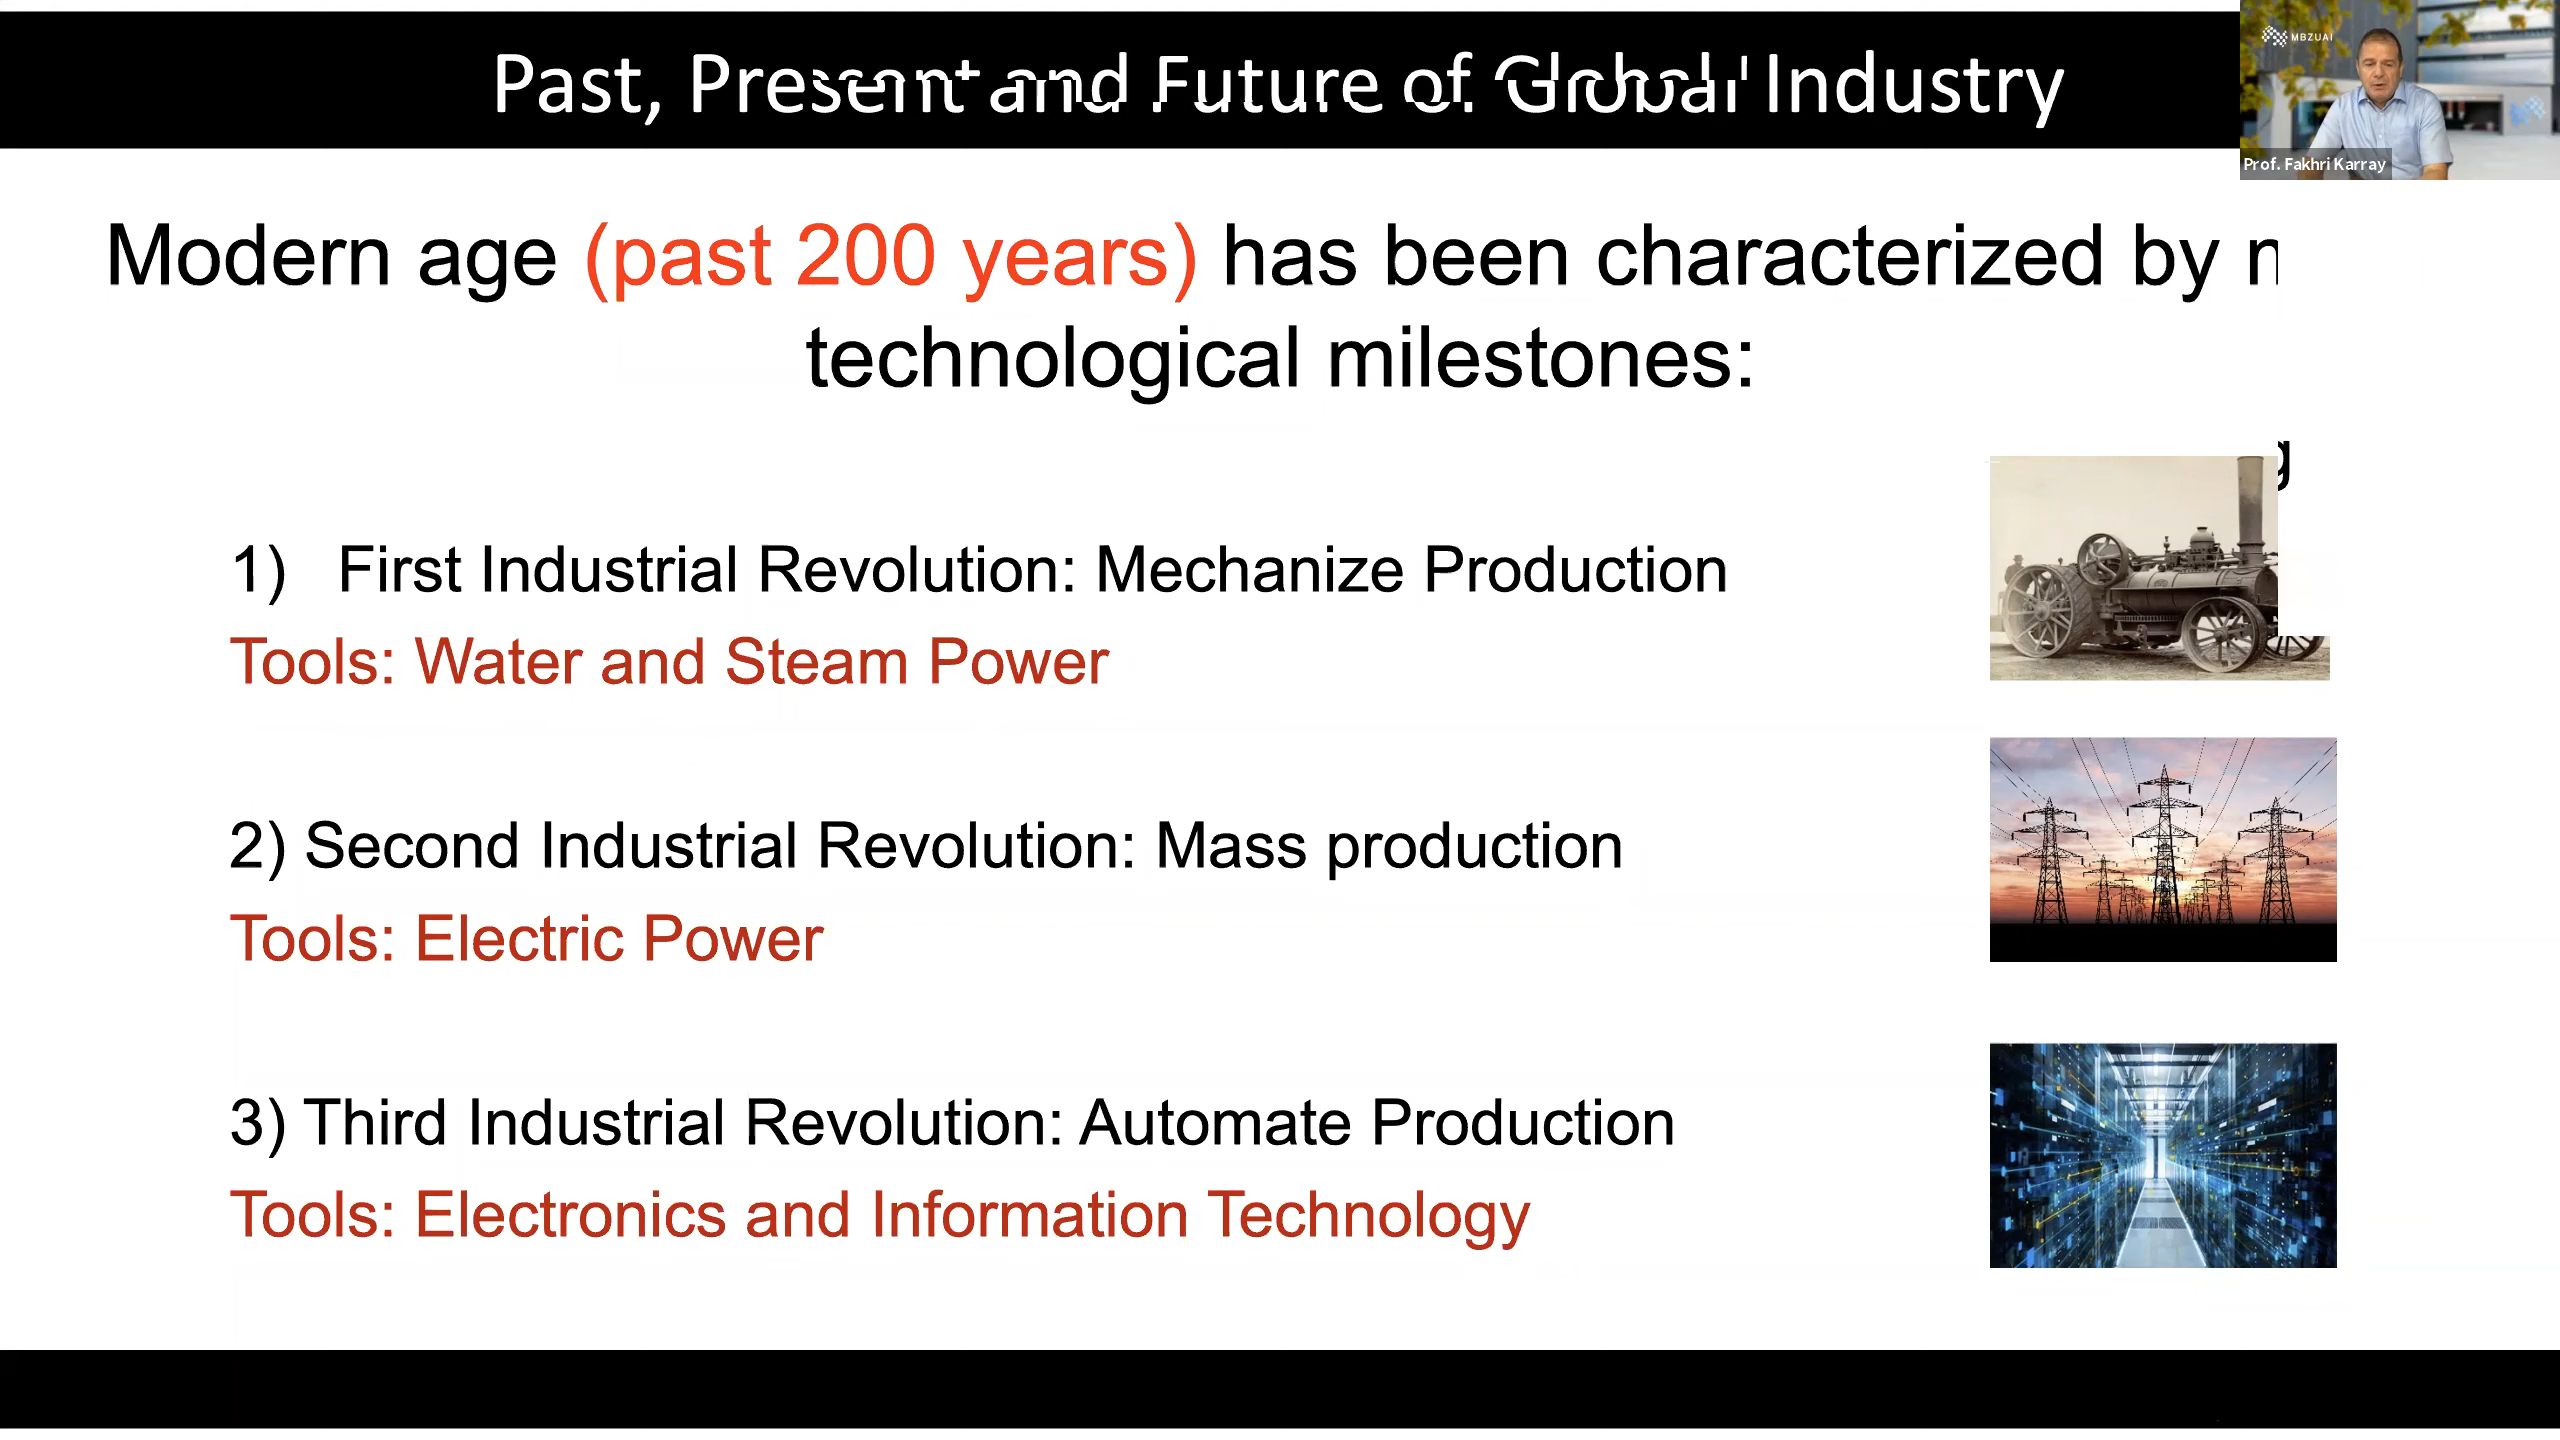 Past, Present and Future of Global Industry
MBZUAI
Prof. Fakhri Karray
Modern age (past 200 years) has been characterized by
technological milestones:
1) First Industrial Revolution: Mechanize Production
Tools: Water and Steam Power
2) Second Industrial Revolution: Mass production
Tools: Electric Power
3) Third Industrial Revolution: Automate Production
Tools: Electronics and Information Technology